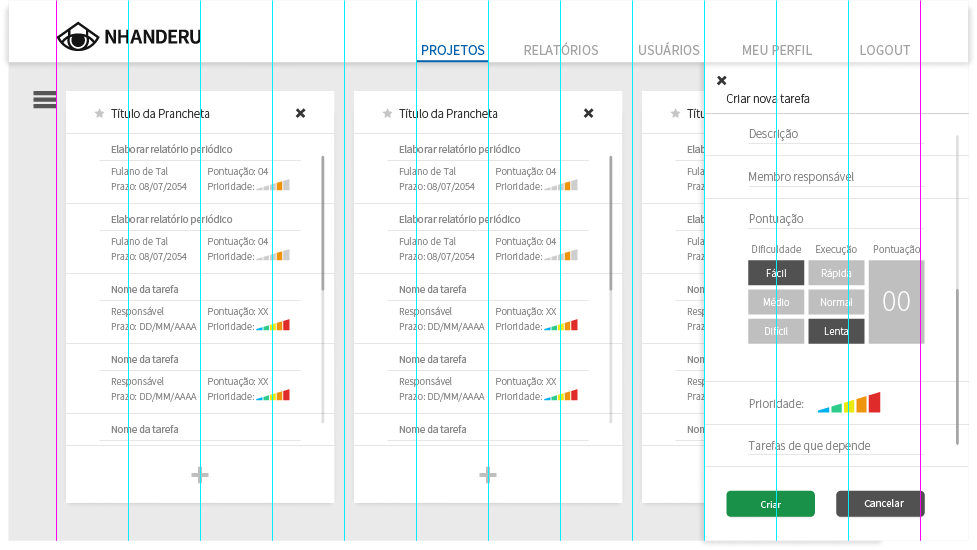 NHANDERU
PROJETOS RELATÓRIOS USUÁRIOS MEU PERFIL LOGOUT
Título da Prancheta
Elaborar relatório periódico
Fulano de Tal Pontuação: 04
Prazo: 08/07/2054 Prioridade:
Elaborar relatório periódico
Fulano de Tal Pontuação: 04
Prazo: 08/07/2054 Prioridade:
Nome da tarefa
Responsável Pontuação: XX
Prazo: DD/MM/AAAA Prioridade:
Nome da tarefa
Responsável Pontuação: XX
Prazo: DD/MM/AAAA Prioridade:
Nome da tarefa
Título da Prancheta
Elaborar relatório periódico
Fulano de Tal Pontuação: 04
Prazo: 08/07/2054 Prioridade:
Elaborar relatório periódico
Fulano de Tal Pontuação: 04
Prazo: 08/07/2054 Prioridade:
Nome da tarefa
Responsável Pontuação: XX
Prazo: DD/MM/AAAA Prioridade:
Nome da tarefa
Responsável Pontuação: XX
Prazo: DD/MM/AAAA Prioridade:
Nome da tarefa
Criar nova tarefa
Descrição
Membro responsável
Pontuação
Dificuldade Execução Pontuação
Fácil Rápida
00
Médio Normal
Difícil Lenta
Prioridade:
Tarefas de que depende
Criar Cancelar